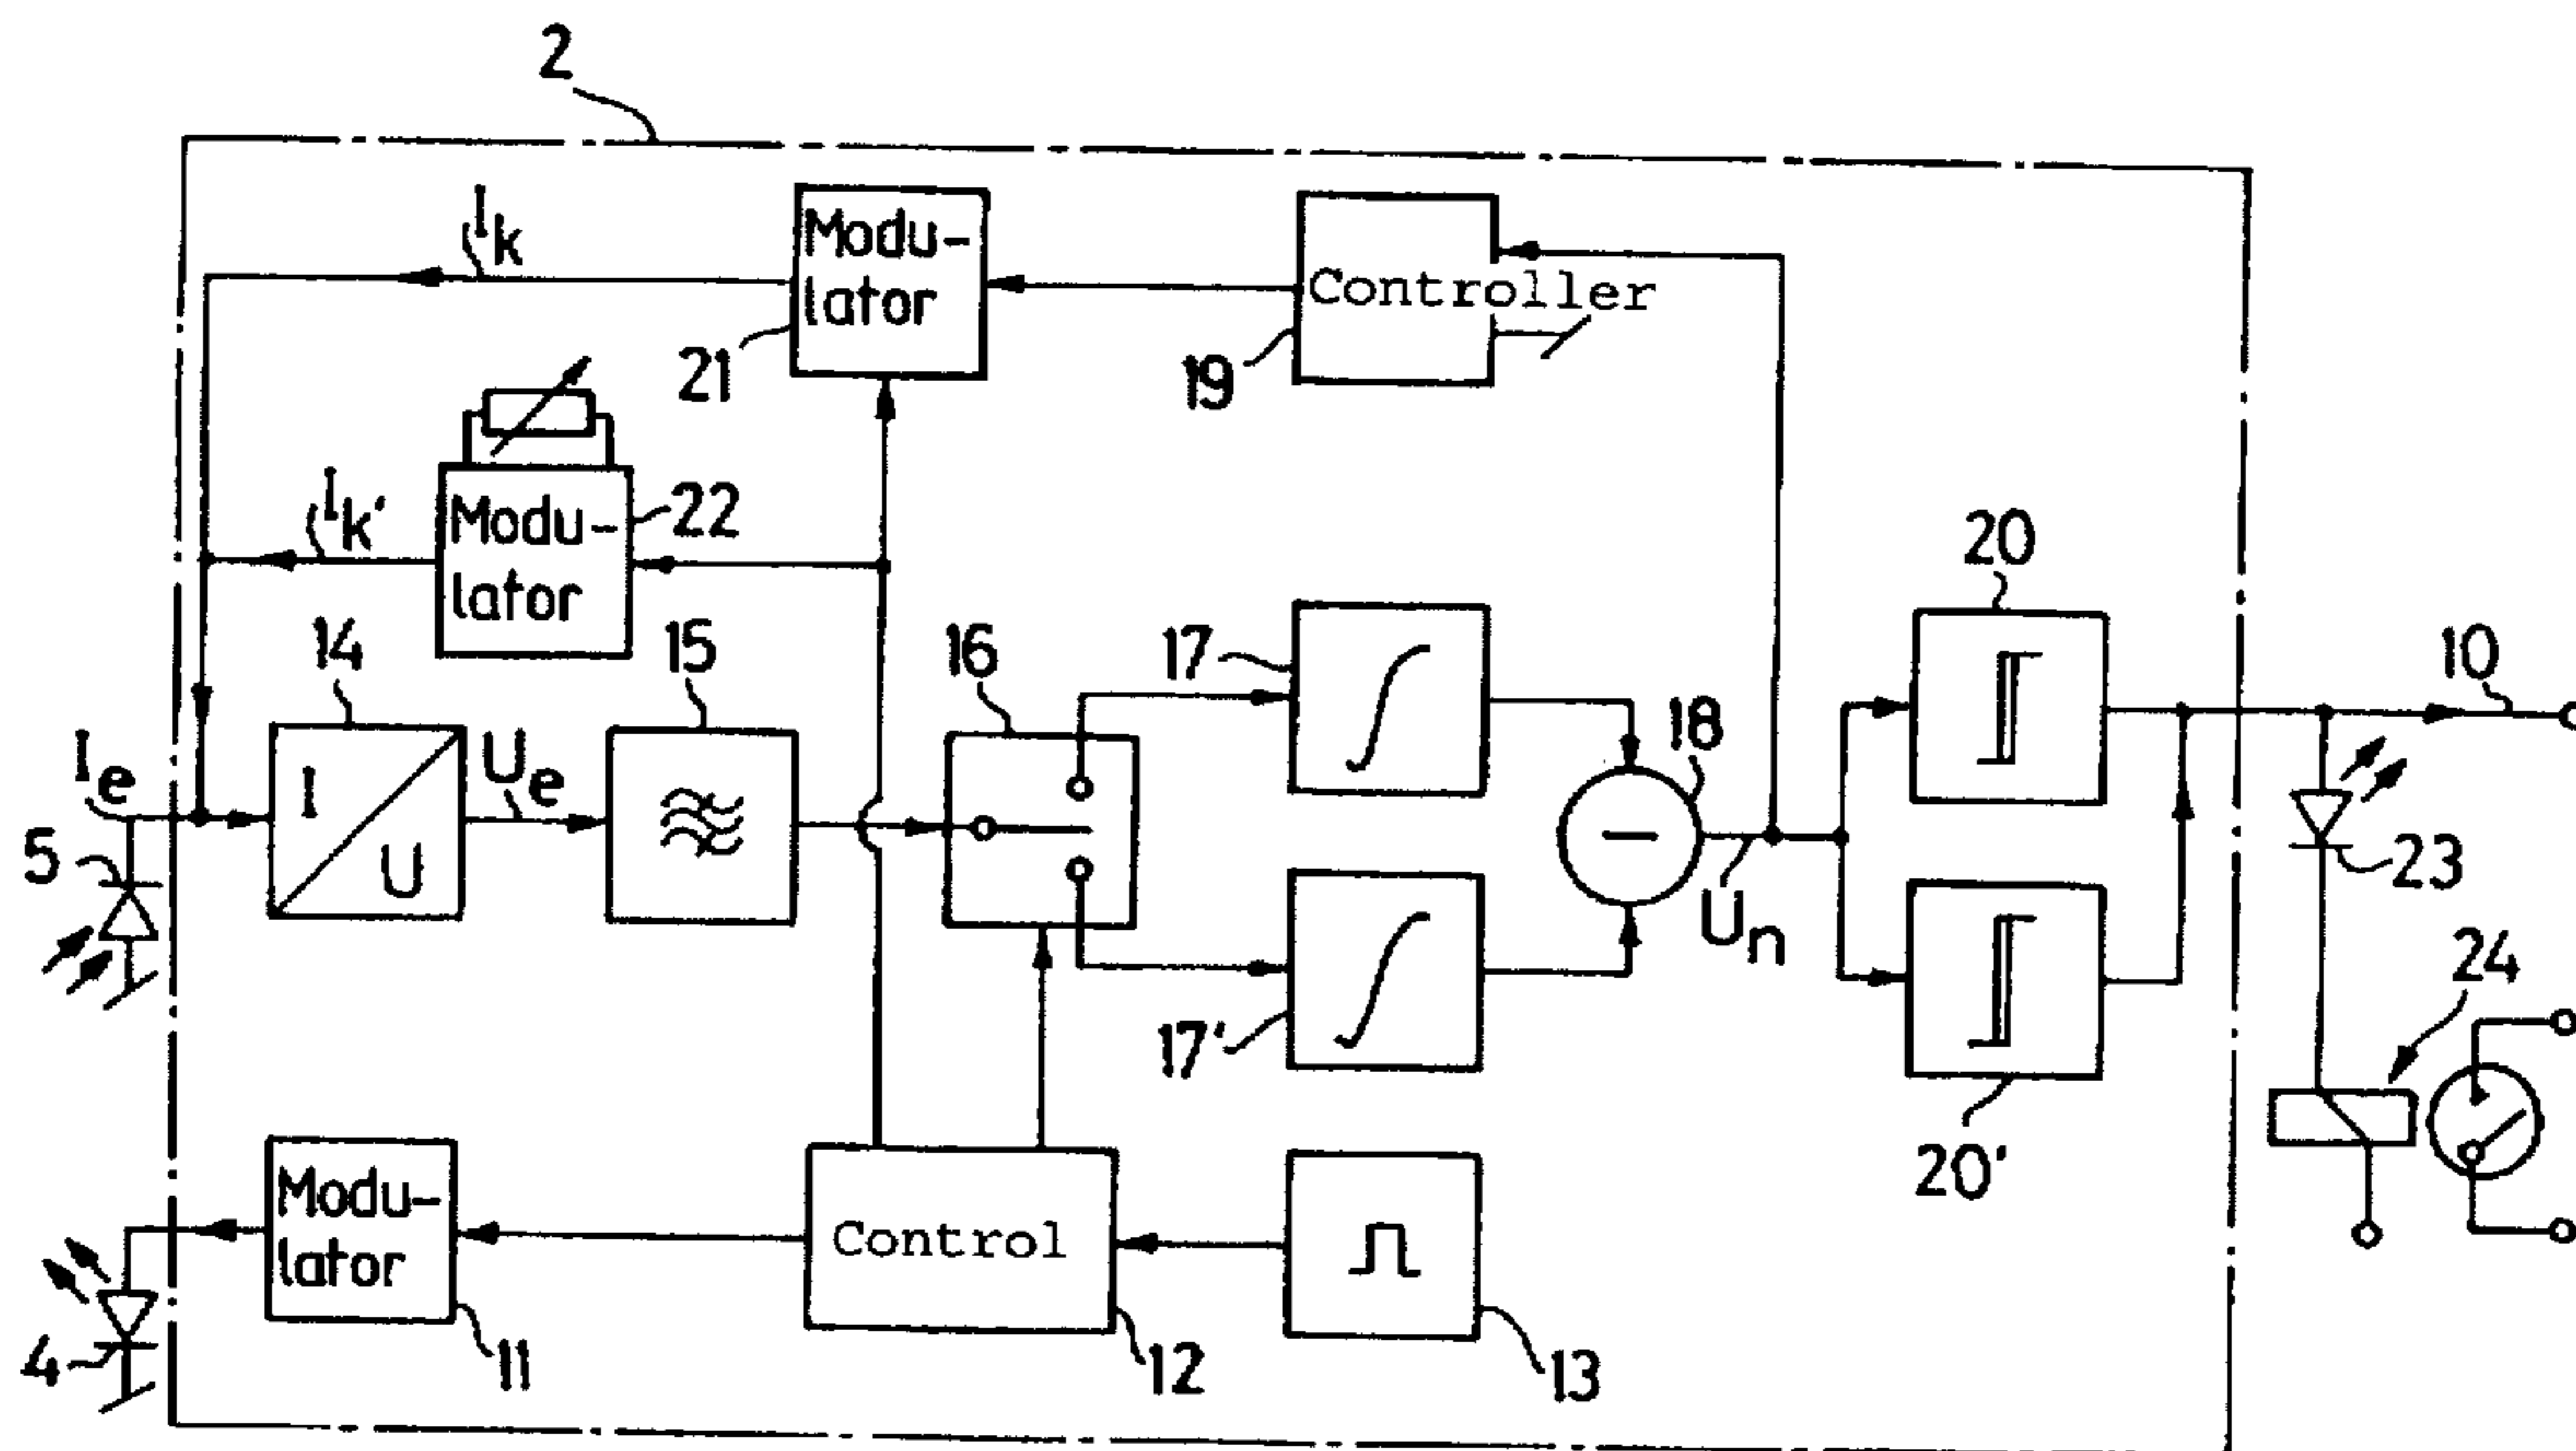 2
Ik
Modu-
lator
21
Controller
19
Ik'
Modu-
lator
22
14
15
16
17
18
20
10
Ie
I
U
Ue
5
Un
23
17'
20'
24
Modu-
lator
11
Control
12
13
4